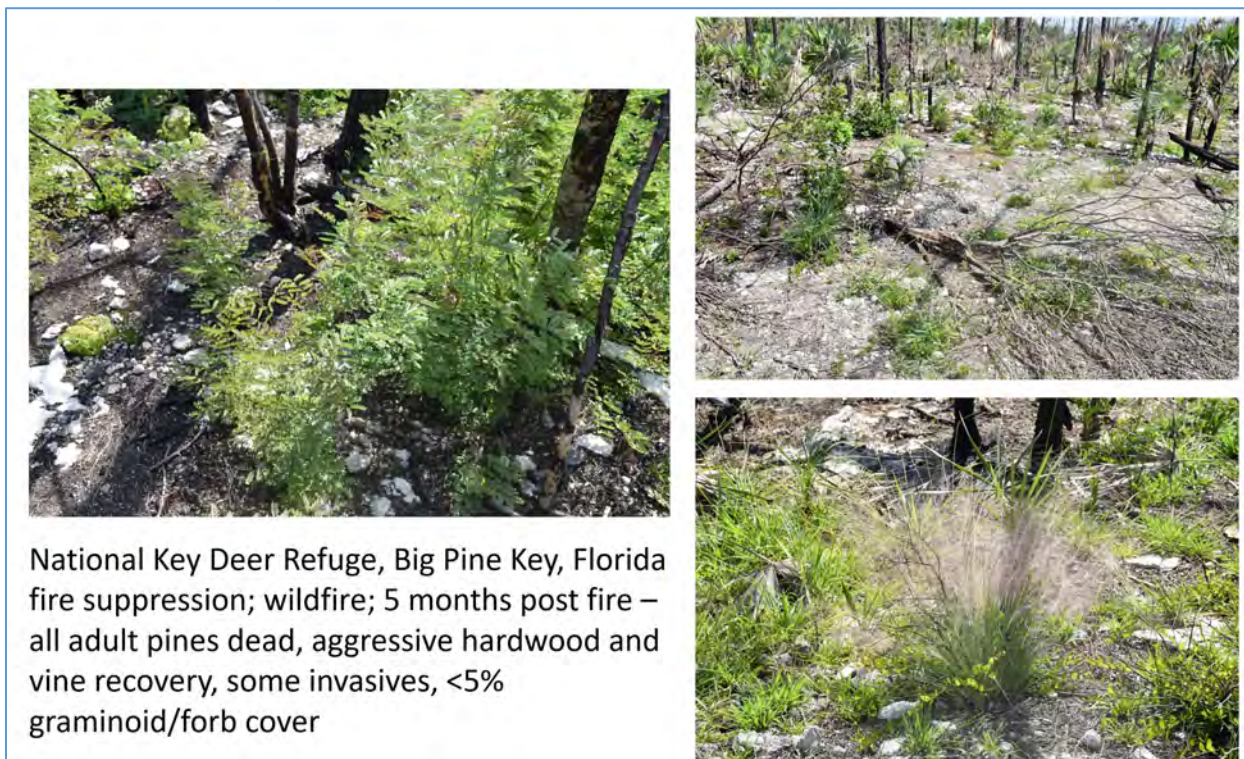 National Key Deer Refuge, Big Pine Key, Florida
fire suppression; wildfire; 5 months post fire –
all adult pines dead, aggressive hardwood and
vine recovery, some invasives, <5%
graminoid/forb cover